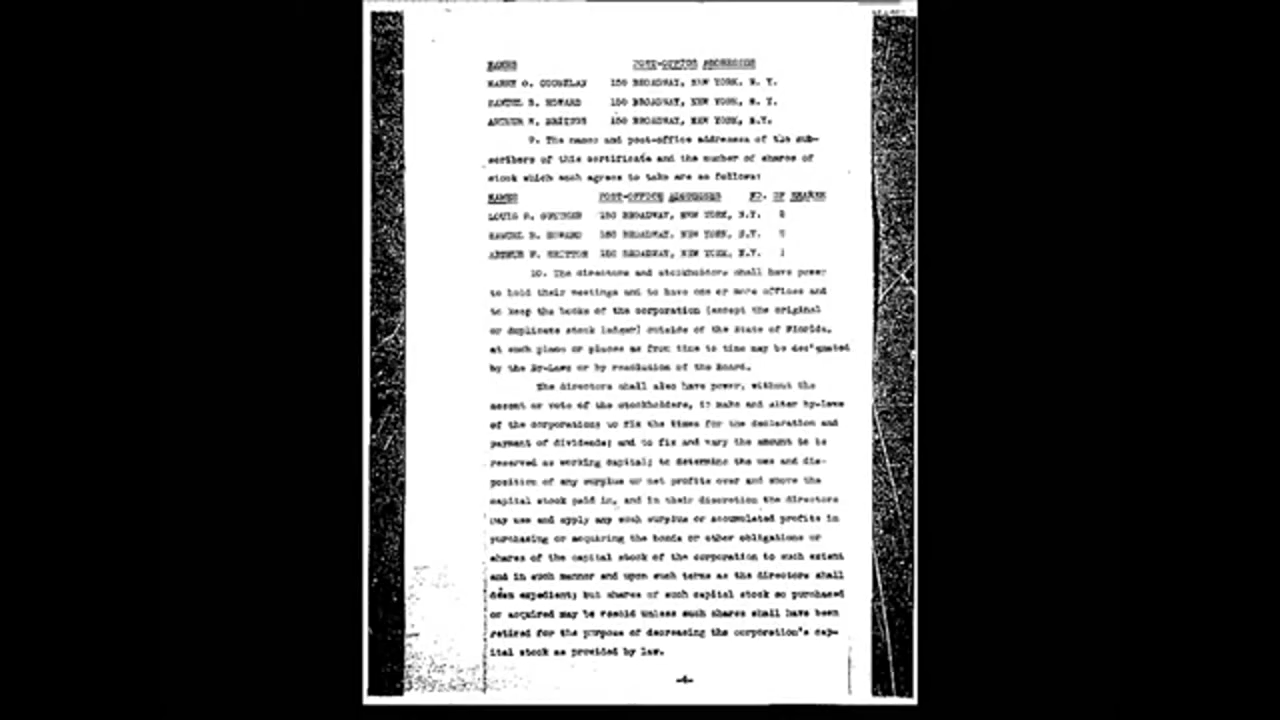 NAMES POST-OFFICE ADDRESSES
HARRY O. 150 BROADWAY, NEW YORK, N. Y.
SAMUEL B. HOWARD 150 BROADWAY, NEW YORK, N. Y.
ARTHUR W. BRITTON 150 BROADWAY, NEW YORK, N.Y.
9. The names and post-office addresses of the sub-
scribers of this certificate and the number of shares of
stock which each agrees to take are as follows:
NAMES POST-OFFICE ADDRESSES NO. OF SHARES
LOUIS 150 BROADWAY, NEW YORK, N.Y.
SAMUEL B. HOWARD 150 BROADWAY, NEW YORK, N.Y.
ARTHUR W. BRITTON 150 BROADWAY, NEW YORK, N.Y. 1
10. The directors and stockholders shall have power
to hold their meetings and to have one or more offices and
to keep the books of the corporation (except the original
or duplicate stock ledger) outside of the State of Florida,
at such place or places as from time to time may be designated
by the By-Laws or by resolution of the Board.
The directors shall also have power, without the
assent or vote of the stockholders, to make and alter by-laws
of the corporation; to fix the times for the declaration and
payment of dividends; and to fix and vary the amount to be
reserved as working capital; to determine the use and dis-
position of any surplus or net profits over and above the
capital stock paid in, and in their discretion the directors
may use and apply any such surplus or accumulated profits in
purchasing or acquiring the bonds or other obligations or
shares of the capital stock of the corporation to such extent
and in such manner and upon such terms as the directors shall
deem expedient; but shares of such capital stock so purchased
or acquired may be resold unless such shares shall have been
retired for the purpose of decreasing the corporation's cap-
ital stock as provided by law.